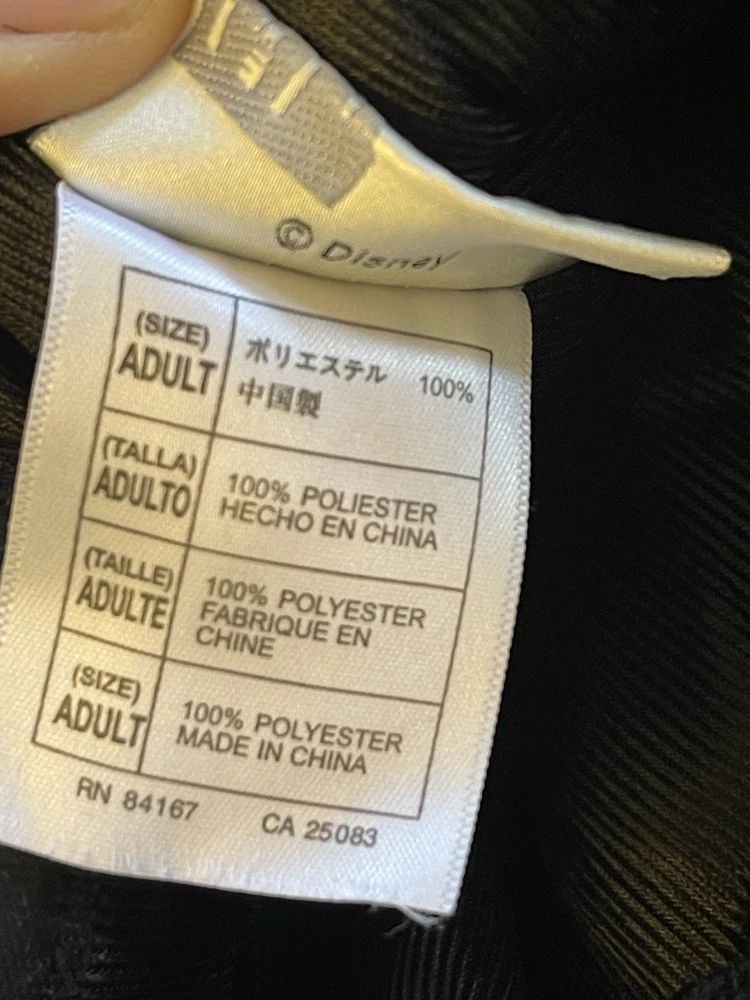 © Disney
(SIZE)
ADULT
ポリエステル 100%
中国製
(TALLA)
ADULTO
100% POLIESTER
HECHO EN CHINA
(TAILLE)
ADULTE
100% POLYESTER
FABRIQUE EN
CHINE
(SIZE)
ADULT
100% POLYESTER
MADE IN CHINA
RN 84167 CA 25083